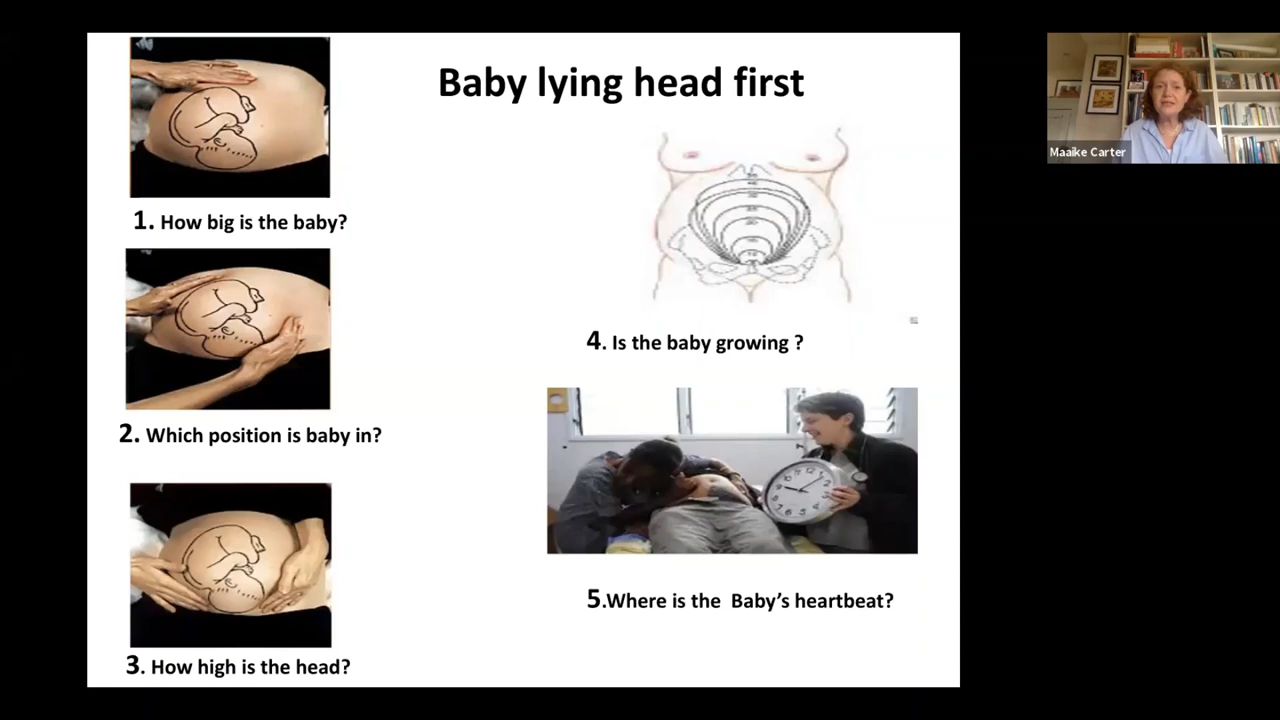 Baby lying head first
1. How big is the baby?
2. Which position is baby in?
3. How high is the head?
4. Is the baby growing ?
5.Where is the  Baby's heartbeat?
Maaike Carter